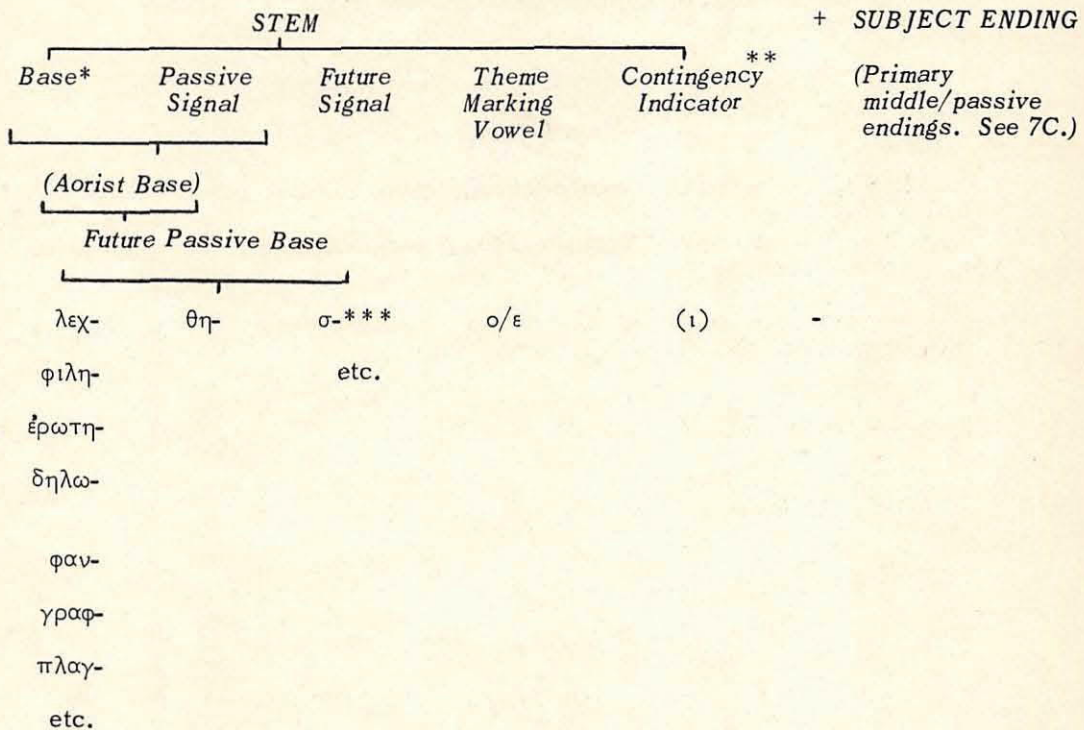 STEM + SUBJECT ENDING
Base* Passive Signal Future Signal Theme Marking Vowel Contingency Indicator ** (Primary middle/passive endings. See 7C.)
(Aorist Base)
Future Passive Base
λεχ- θη- σ-*** ο/ε (ι) -
φιλη- etc.
ἐρωτη-
δηλω-
φαν-
γραφ-
πλαγ-
etc.